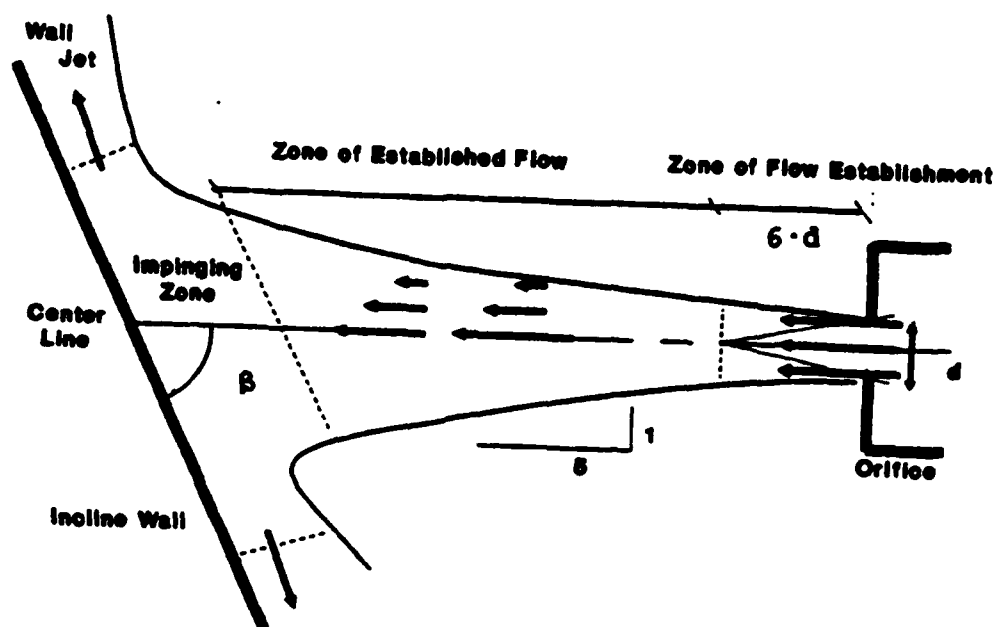 Wall
Jet
Zone of Established Flow
Zone of Flow Establishment
6·d
Impinging
Zone
Center
Line
β
d
1
5
Orifice
Incline Wall